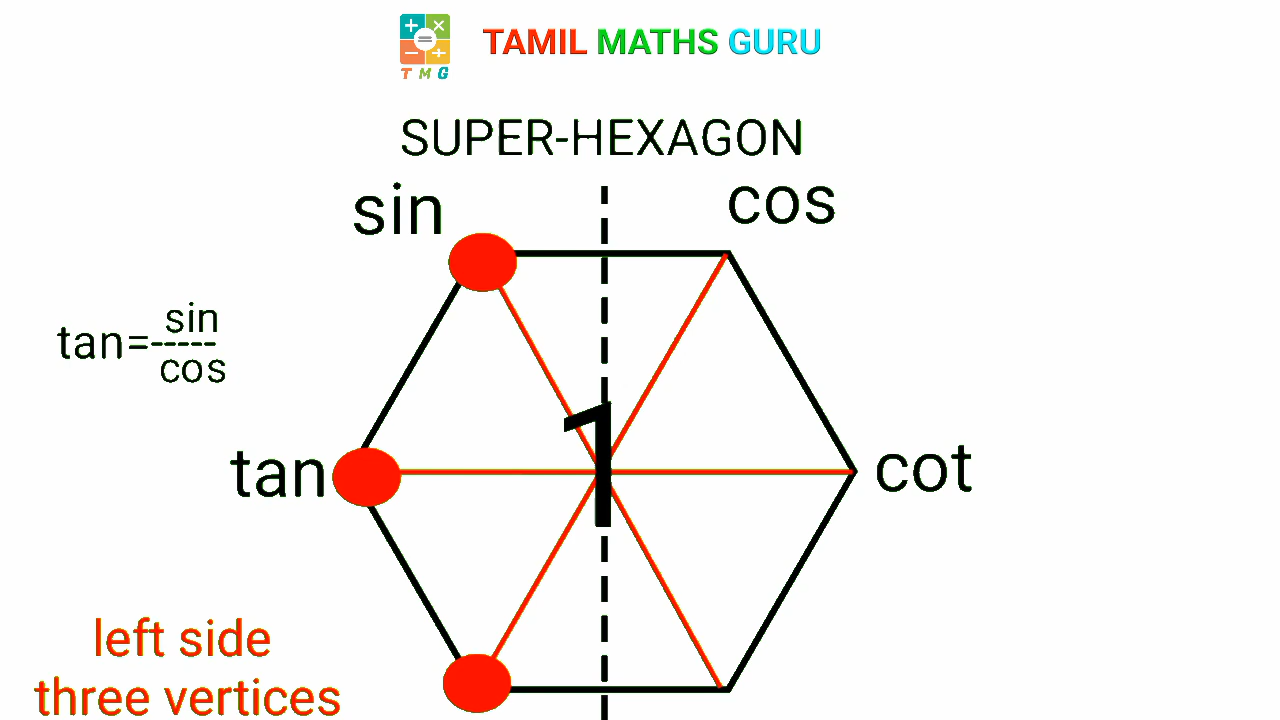 TAMIL MATHS GURU
T M G
SUPER-HEXAGON
sin
cos
sin
tan=-----
cos
1
tan
cot
left side
three vertices